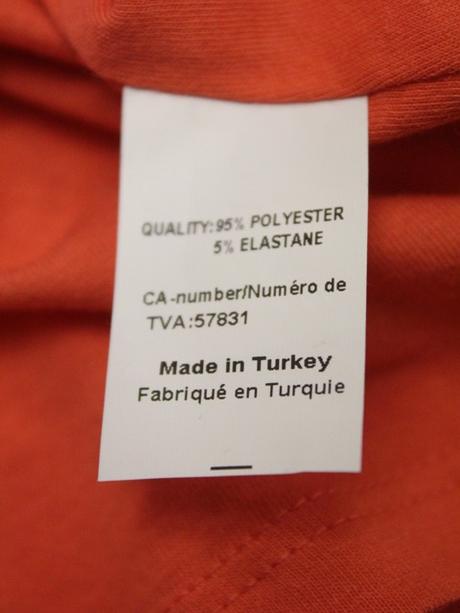 QUALITY:95% POLYESTER
5% ELASTANE
CA-number/Numéro de
TVA:57831
Made in Turkey
Fabriqué en Turquie